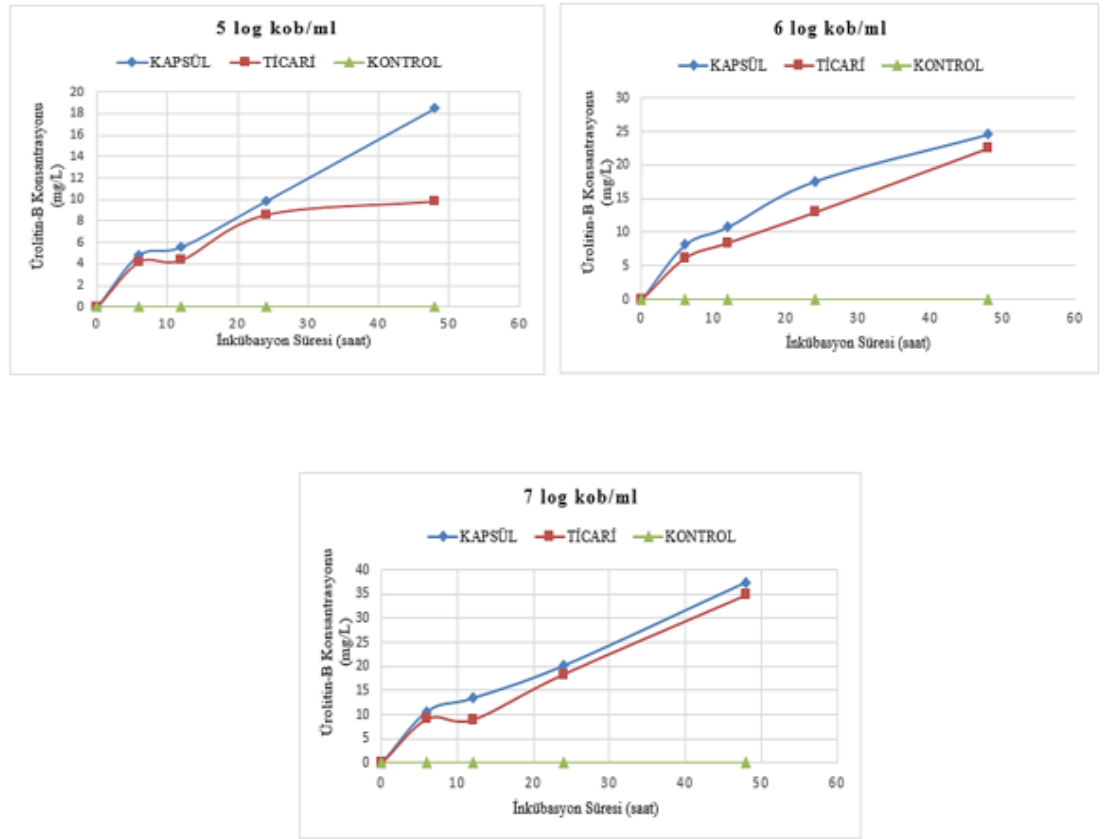 5 log kob/ml
KAPSÜL TİCARİ KONTROL
Ürolitin-B Konsantrasyonu
(mg/L)
20
18
16
14
12
10
8
6
4
2
0
0 10 20 30 40 50 60
İnkübasyon Süresi (saat)
6 log kob/ml
KAPSÜL TİCARİ KONTROL
Ürolitin-B Konsantrasyonu
(mg/L)
30
25
20
15
10
5
0
0 10 20 30 40 50 60
İnkübasyon Süresi (saat)
7 log kob/ml
KAPSÜL TİCARİ KONTROL
Ürolitin-B Konsantrasyonu
(mg/L)
40
35
30
25
20
15
10
5
0
0 10 20 30 40 50 60
İnkübasyon Süresi (saat)